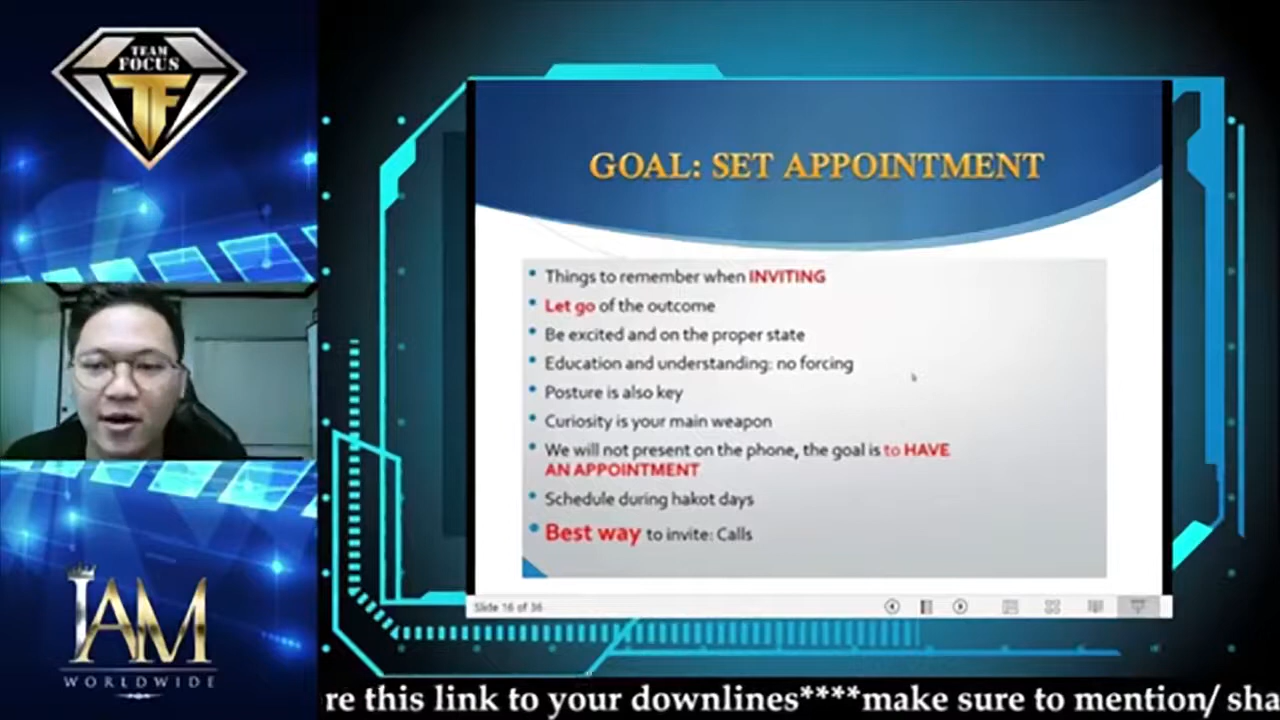 TEAM
FOCUS
TF
GOAL: SET APPOINTMENT
Things to remember when INVITING
Let go of the outcome
Be excited and on the proper state
Education and understanding: no forcing
Posture is also key
Curiosity is your main weapon
We will not present on the phone, the goal is to HAVE
AN APPOINTMENT
Schedule during hakot days
Best way to invite: Calls
Slide 16 of 36
IAM
WORLDWIDE
re this link to your downlines****make sure to mention/ sha